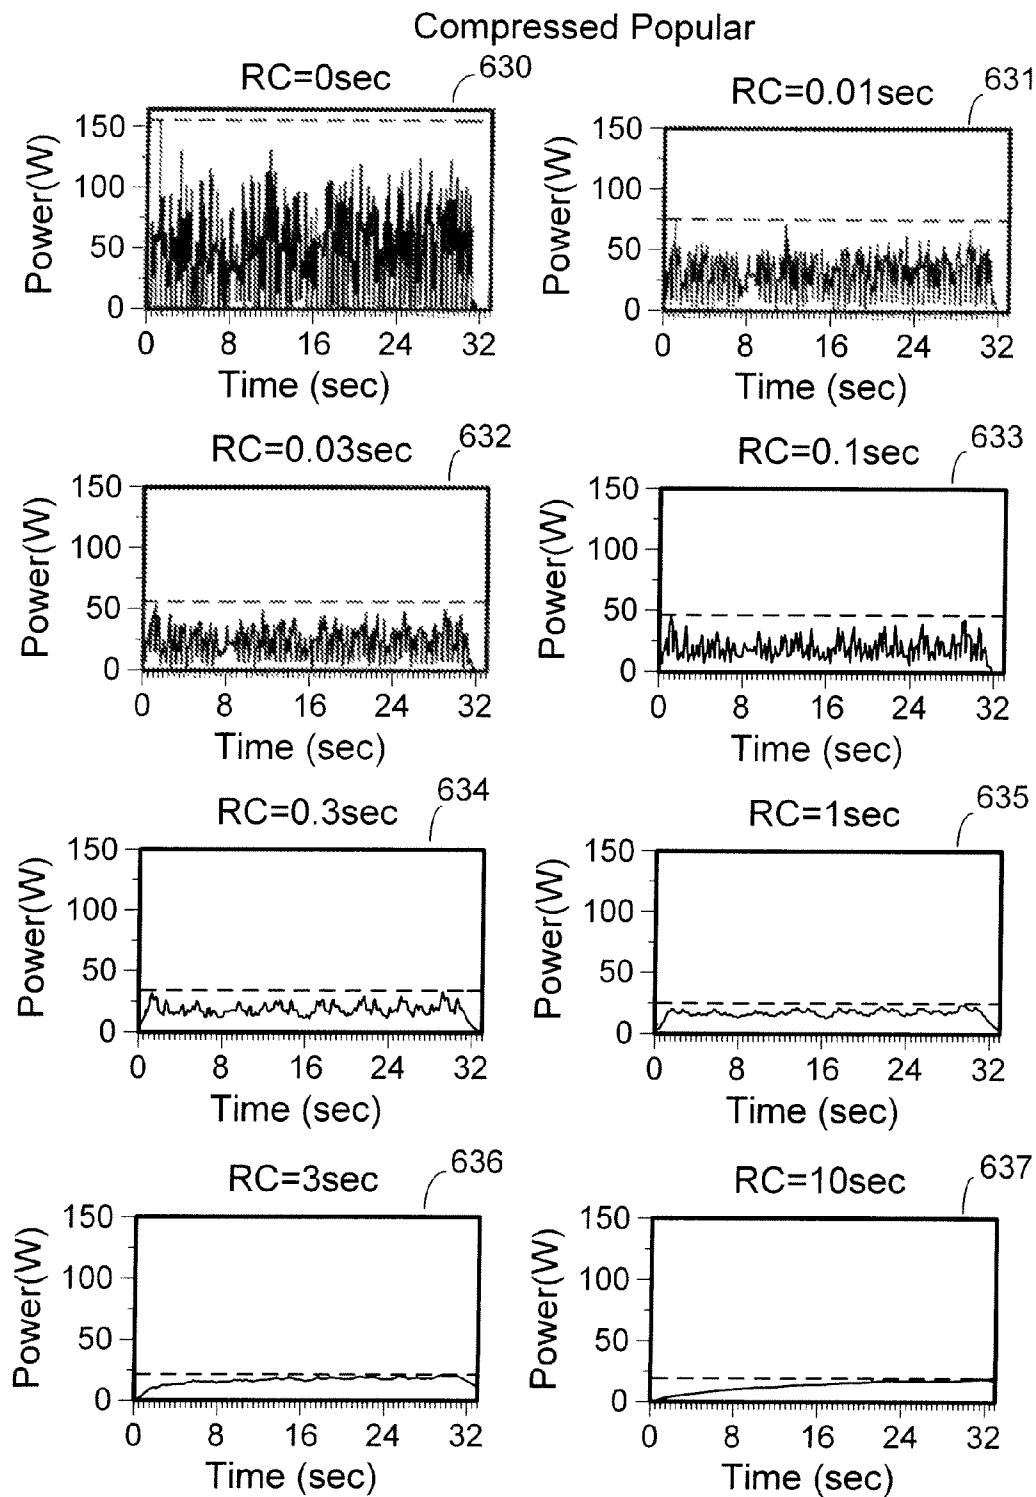 Compressed Popular
RC=0sec
630
Power(W)
150
100
50
0
0 8 16 24 32
Time (sec)
RC=0.01sec
631
Power(W)
150
100
50
0
0 8 16 24 32
Time (sec)
RC=0.03sec
632
Power(W)
150
100
50
0
0 8 16 24 32
Time (sec)
RC=0.1sec
633
Power(W)
150
100
50
0
0 8 16 24 32
Time (sec)
RC=0.3sec
634
Power(W)
150
100
50
0
0 8 16 24 32
Time (sec)
RC=1sec
635
Power(W)
150
100
50
0
0 8 16 24 32
Time (sec)
RC=3sec
636
Power(W)
150
100
50
0
0 8 16 24 32
Time (sec)
RC=10sec
637
Power(W)
150
100
50
0
0 8 16 24 32
Time (sec)